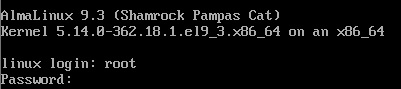 AlmaLinux 9.3 (Shamrock Pampas Cat)
Kernel 5.14.0-362.18.1.el9_3.x86_64 on an x86_64
linux login: root
Password: